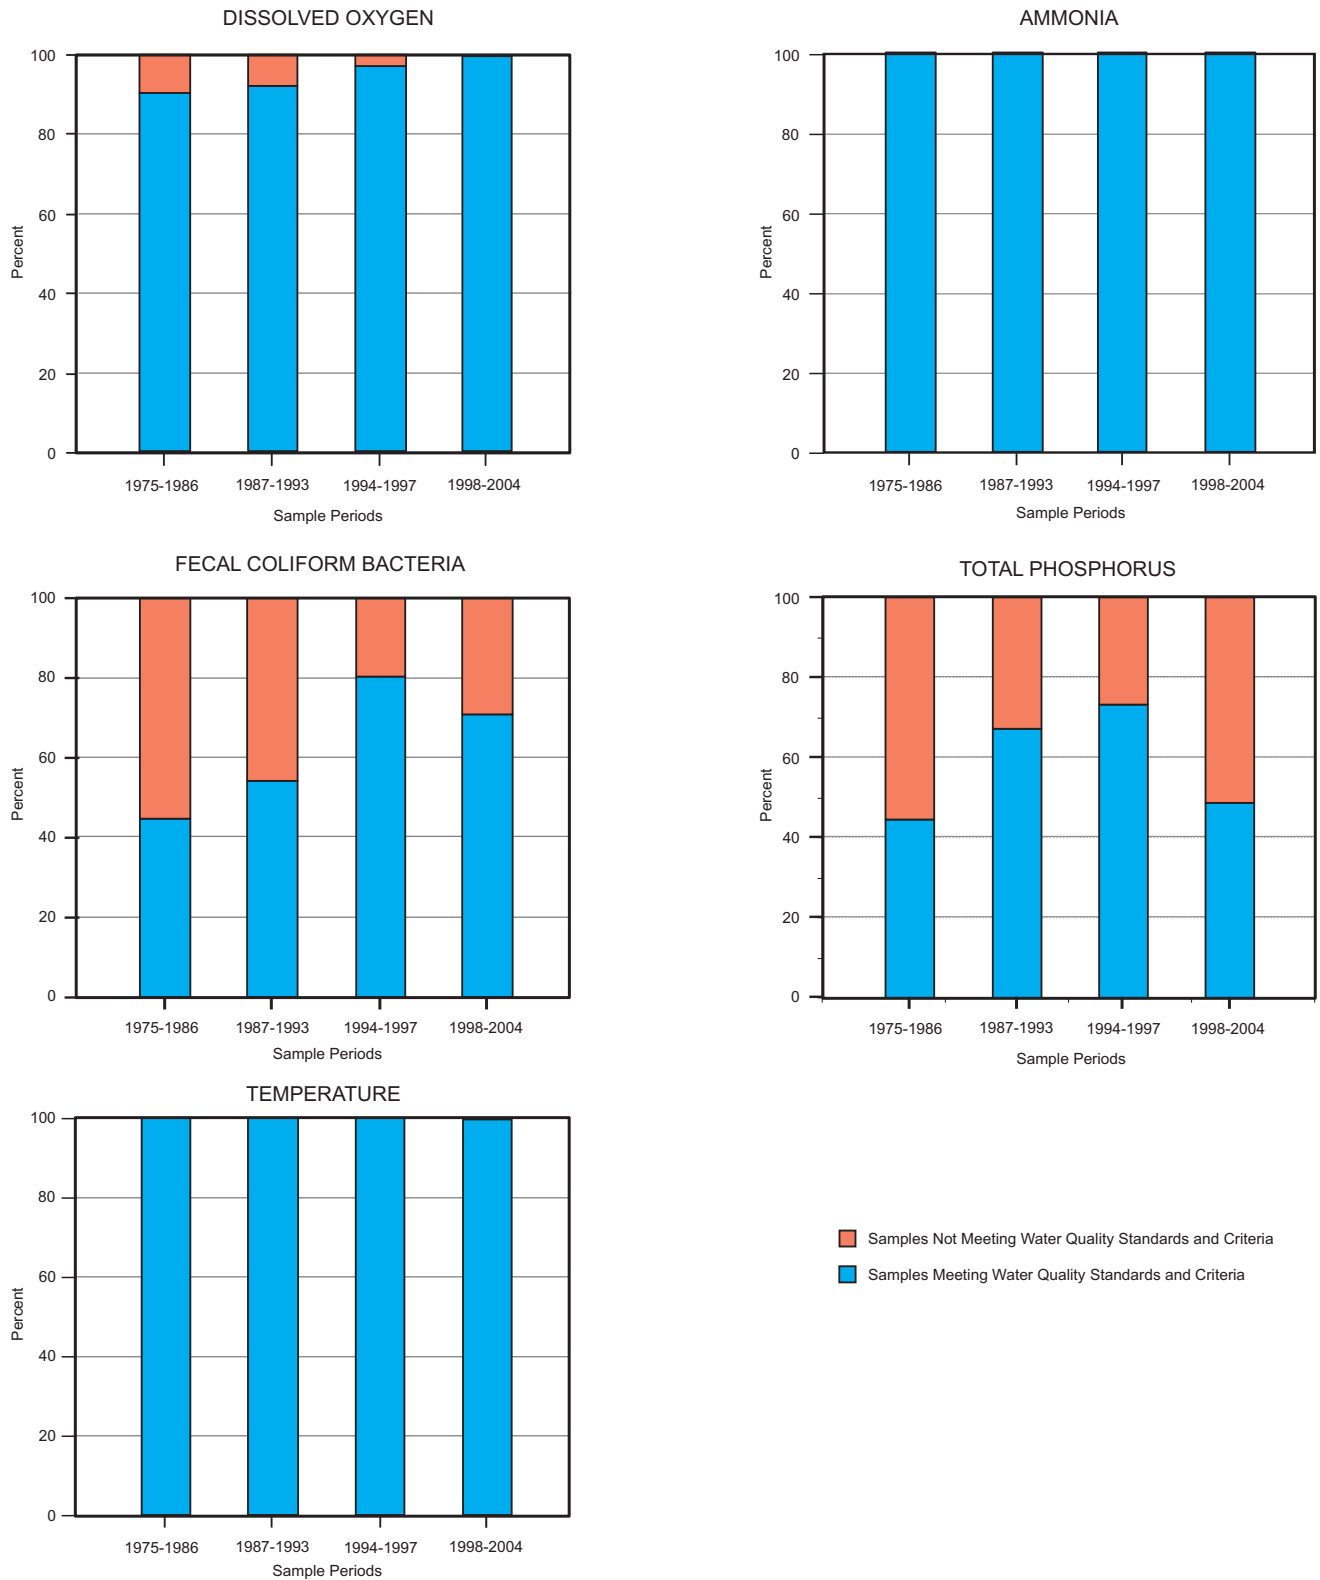 DISSOLVED OXYGEN
100
80
60
40
20
0
Percent
1975-1986 1987-1993 1994-1997 1998-2004
Sample Periods
AMMONIA
100
80
60
40
20
0
Percent
1975-1986 1987-1993 1994-1997 1998-2004
Sample Periods
FECAL COLIFORM BACTERIA
100
80
60
40
20
0
Percent
1975-1986 1987-1993 1994-1997 1998-2004
Sample Periods
TOTAL PHOSPHORUS
100
80
60
40
20
0
Percent
1975-1986 1987-1993 1994-1997 1998-2004
Sample Periods
TEMPERATURE
100
80
60
40
20
0
Percent
1975-1986 1987-1993 1994-1997 1998-2004
Sample Periods
Samples Not Meeting Water Quality Standards and Criteria
Samples Meeting Water Quality Standards and Criteria